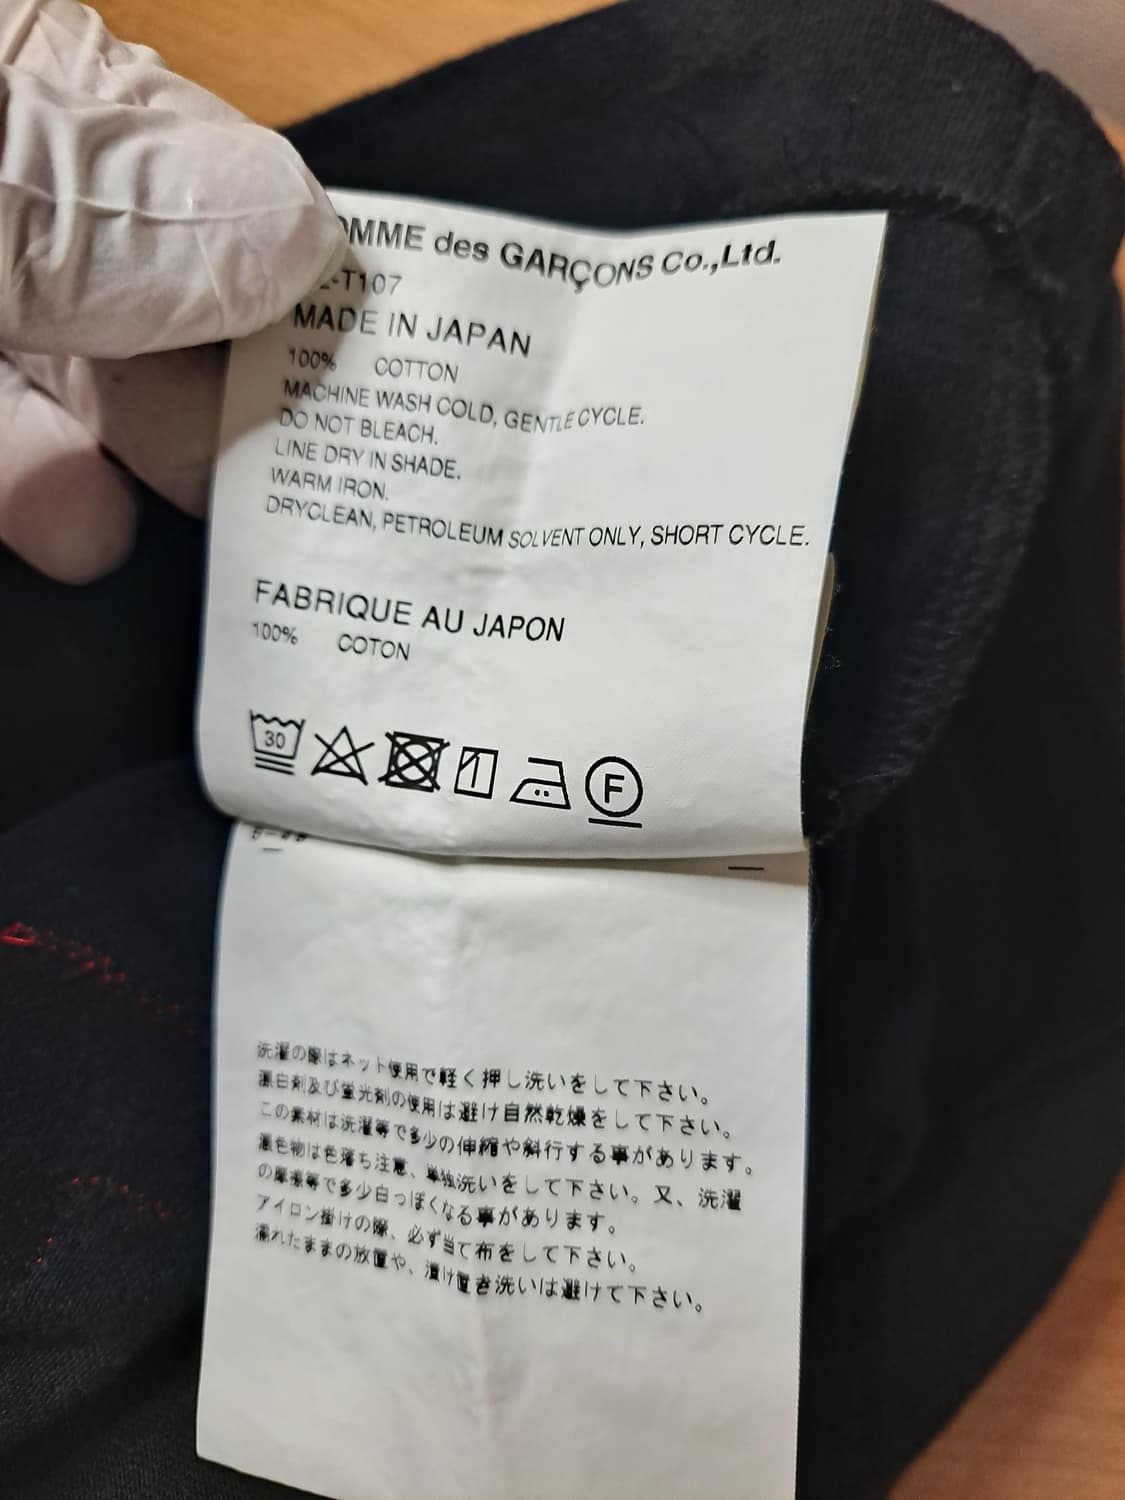 OMME des GARÇONS Co.,Ltd.
-T107
MADE IN JAPAN
100% COTTON
MACHINE WASH COLD, GENTLE CYCLE.
DO NOT BLEACH.
LINE DRY IN SHADE.
WARM IRON.
DRYCLEAN, PETROLEUM SOLVENT ONLY, SHORT CYCLE.
FABRIQUE AU JAPON
100% COTON
30
F
洗濯の際はネット使用で軽く押し洗いをして下さい。
漂白剤及び蛍光剤の使用は避け自然乾燥をして下さい。
この素材は洗濯等で多少の伸縮や斜行する事があります。
濃色物は色落ち注意、単独洗いをして下さい。又、洗濯
の摩擦等で多少白っぽくなる事があります。
アイロン掛けの際、必ず当て布をして下さい。
濡れたままの放置や、漬け置き洗いは避けて下さい。